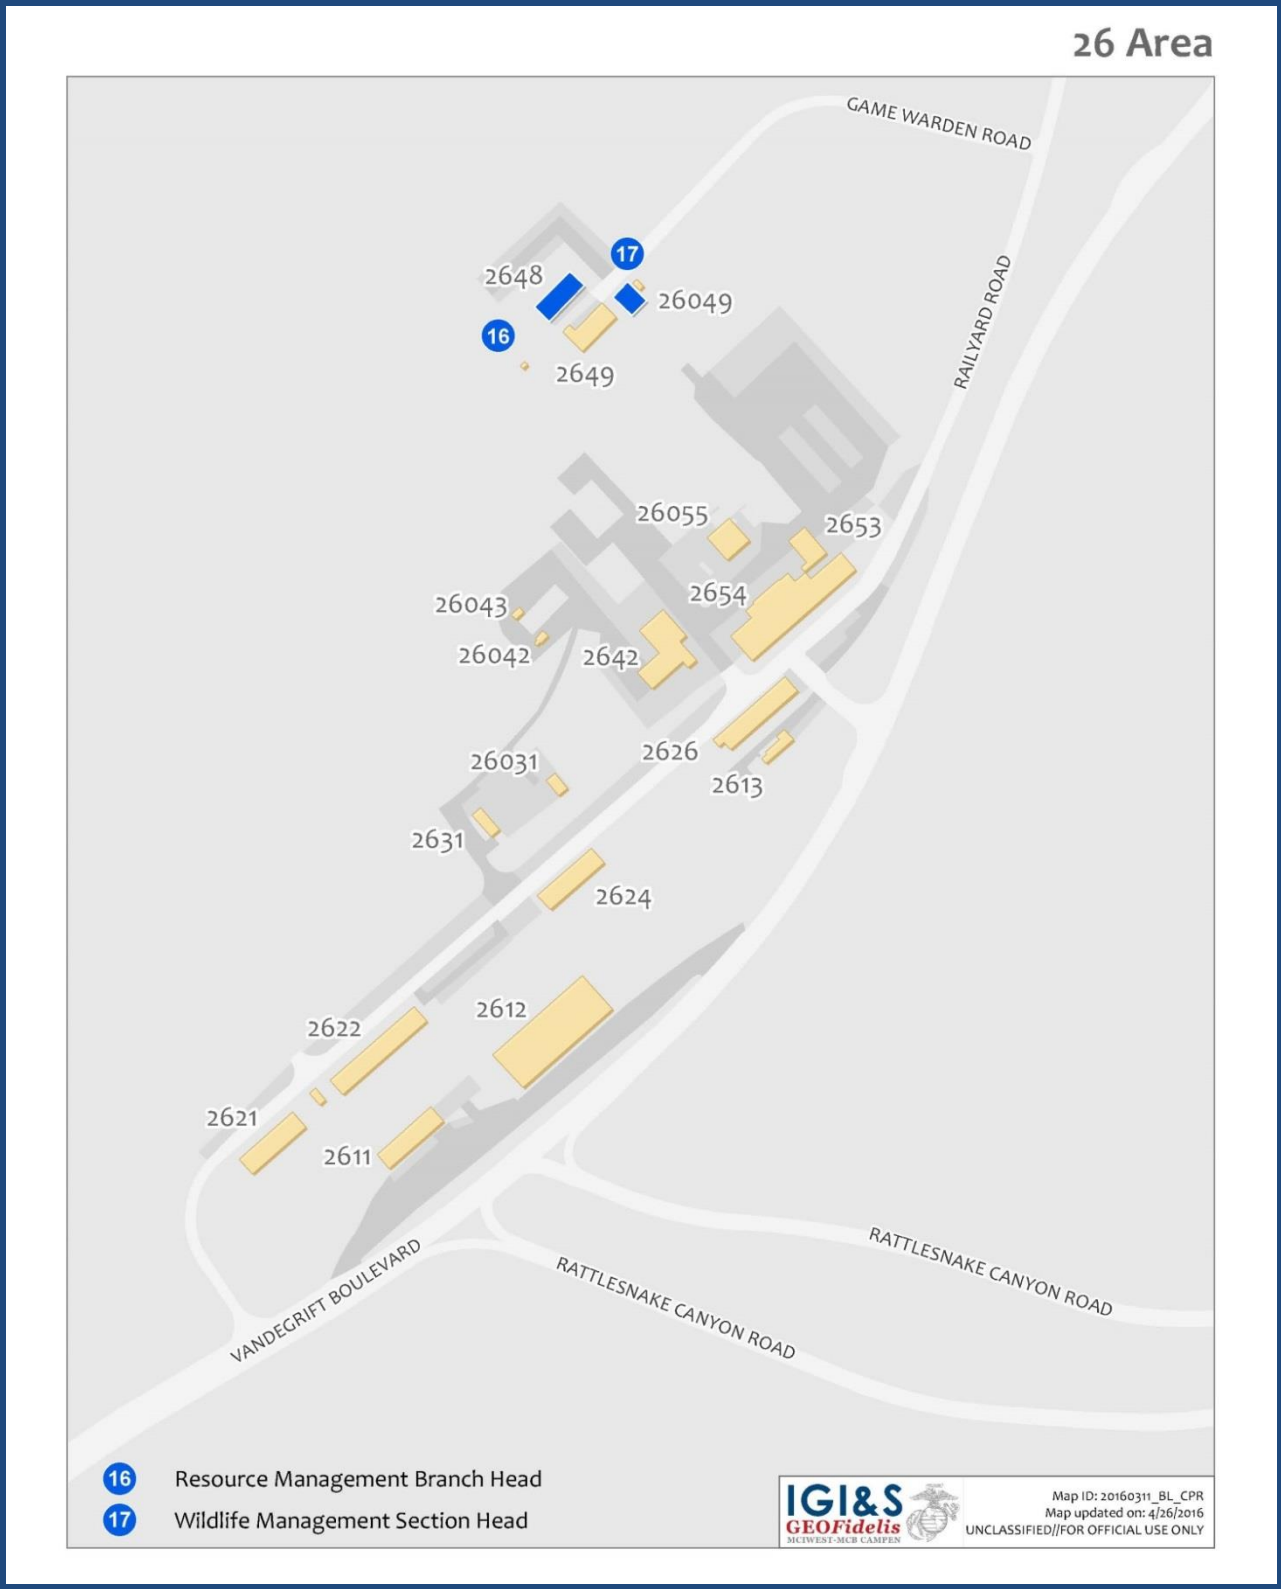 26 Area
GAME WARDEN ROAD
RAILYARD ROAD
17
2648
26049
16
2649
26055
2653
2654
26043
26042
2642
2626
26031
2613
2631
2624
2612
2622
2621
2611
RATTLESNAKE CANYON ROAD
VANDEGRIFT BOULEVARD
RATTLESNAKE CANYON ROAD
16 Resource Management Branch Head
17 Wildlife Management Section Head
IGI&S
GEOFidelis
MCIWEST-MCB CAMPEN
Map ID: 20160311_BL_CPR
Map updated on: 4/26/2016
UNCLASSIFIED//FOR OFFICIAL USE ONLY